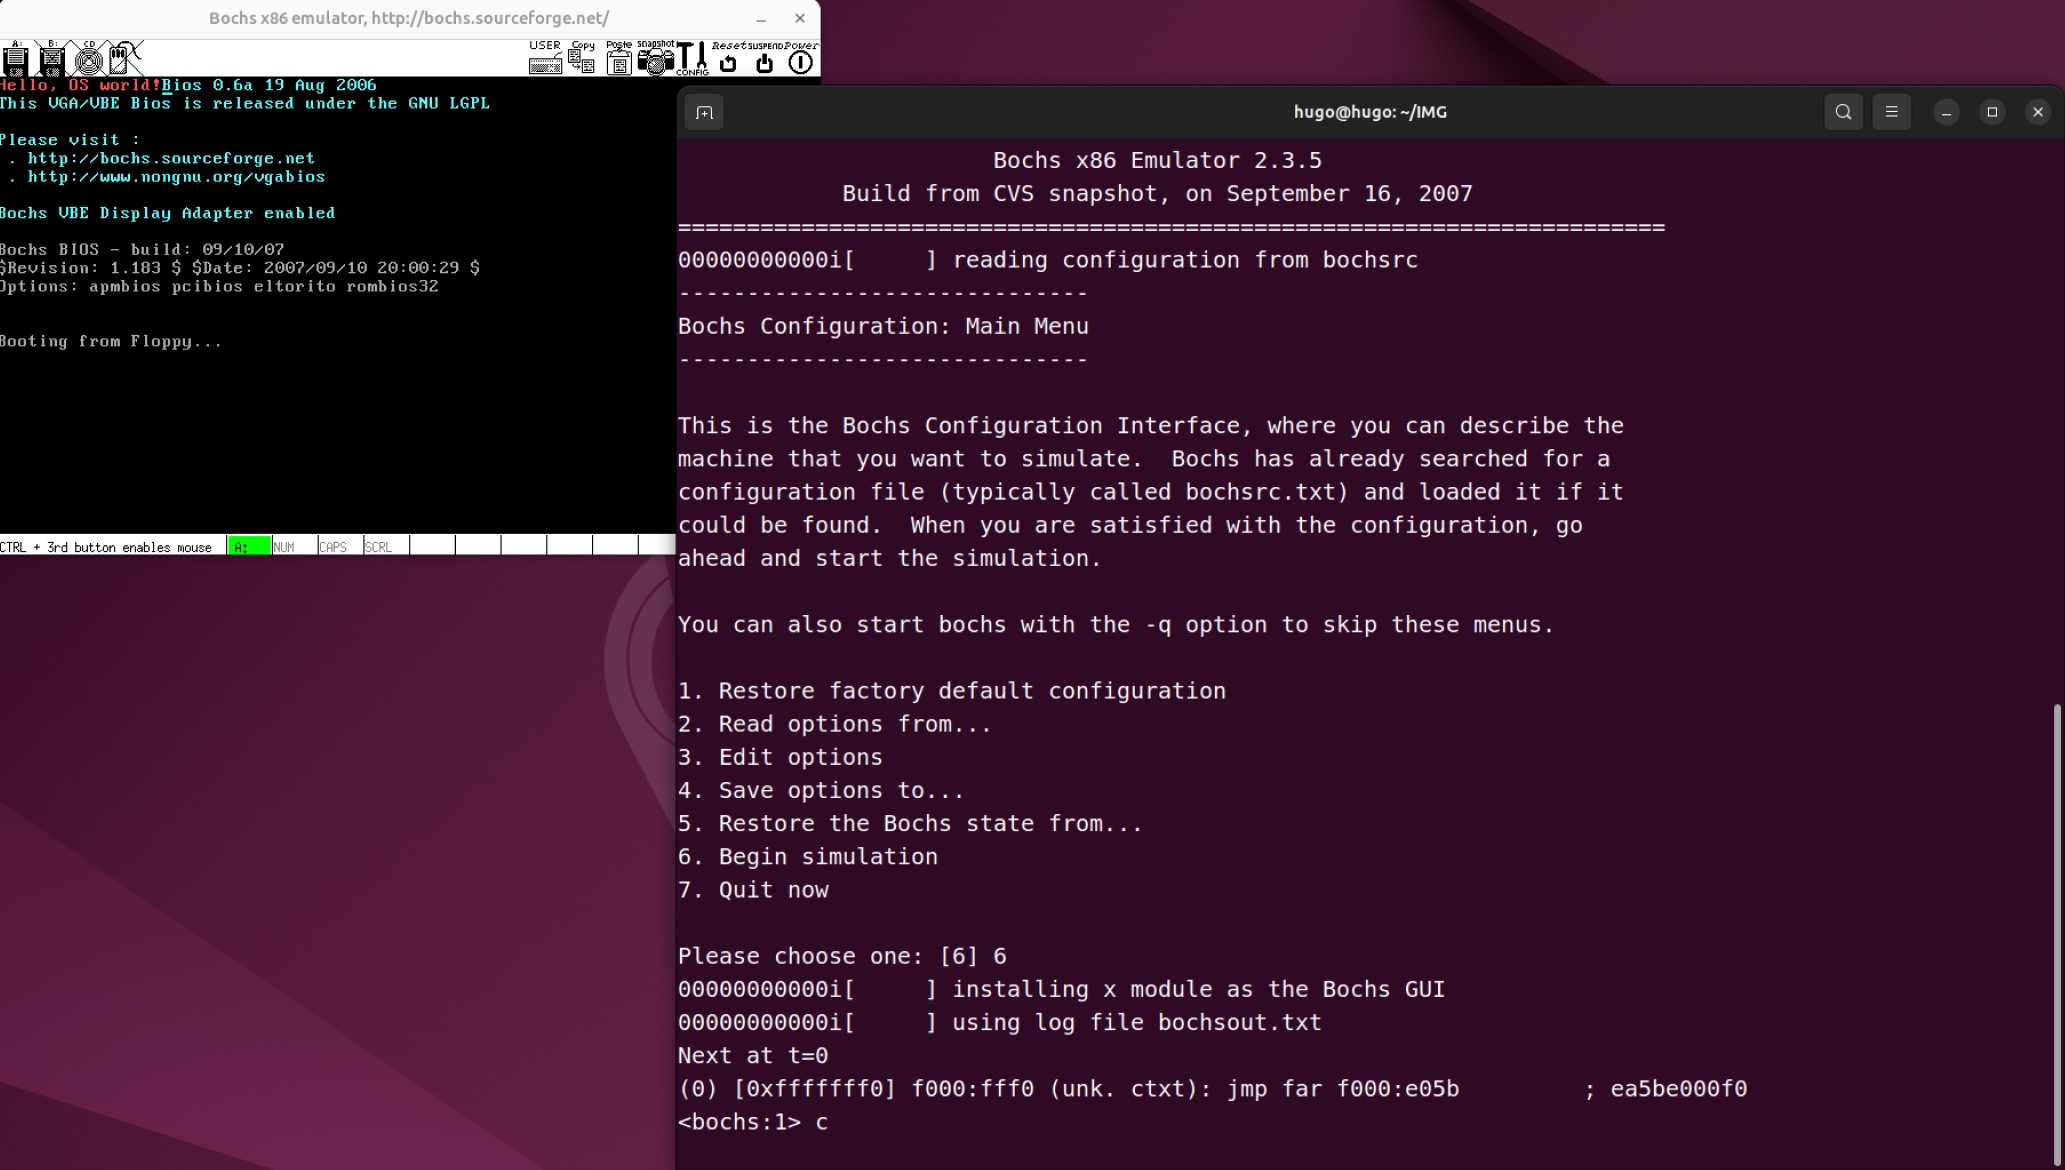 Bochs x86 emulator, http://bochs.sourceforge.net/
A: B: CD USER Copy Paste snapshot CONFIG Reset SUSPEND Power
Hello, OS world!Bios 0.6a 19 Aug 2006
This VGA/VBE Bios is released under the GNU LGPL
Please visit :
. http://bochs.sourceforge.net
. http://www.nongnu.org/vgabios
Bochs VBE Display Adapter enabled
Bochs BIOS - build: 09/10/07
$Revision: 1.183 $ $Date: 2007/09/10 20:00:29 $
Options: apmbios pcibios eltorito rombios32
Booting from Floppy...
CTRL + 3rd button enables mouse A: NUM CAPS SCRL
hugo@hugo: ~/IMG
Bochs x86 Emulator 2.3.5
Build from CVS snapshot, on September 16, 2007
========================================================================
00000000000i[     ] reading configuration from bochsrc
------------------------------
Bochs Configuration: Main Menu
------------------------------
This is the Bochs Configuration Interface, where you can describe the
machine that you want to simulate.  Bochs has already searched for a
configuration file (typically called bochsrc.txt) and loaded it if it
could be found.  When you are satisfied with the configuration, go
ahead and start the simulation.
You can also start bochs with the -q option to skip these menus.
1. Restore factory default configuration
2. Read options from...
3. Edit options
4. Save options to...
5. Restore the Bochs state from...
6. Begin simulation
7. Quit now
Please choose one: [6] 6
00000000000i[     ] installing x module as the Bochs GUI
00000000000i[     ] using log file bochsout.txt
Next at t=0
(0) [0xfffffff0] f000:fff0 (unk. ctxt): jmp far f000:e05b         ; ea5be000f0
<bochs:1> c